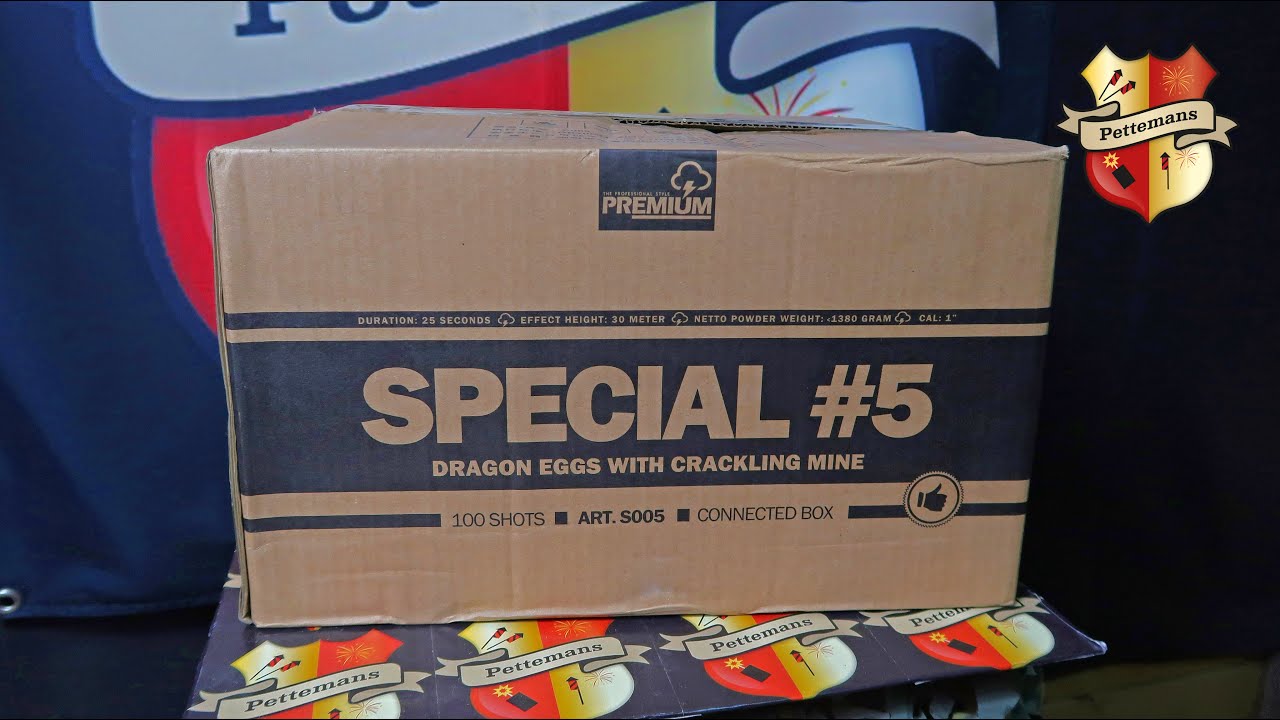 Pettemans
THE PROFESSIONAL STYLE
PREMIUM
DURATION: 25 SECONDS EFFECT HEIGHT: 30 METER NETTO POWDER WEIGHT: <1380 GRAM CAL: 1"
SPECIAL #5
DRAGON EGGS WITH CRACKLING MINE
100 SHOTS ■ ART. S005 ■ CONNECTED BOX
Pettemans
Pettemans
Pettemans
Pettemans